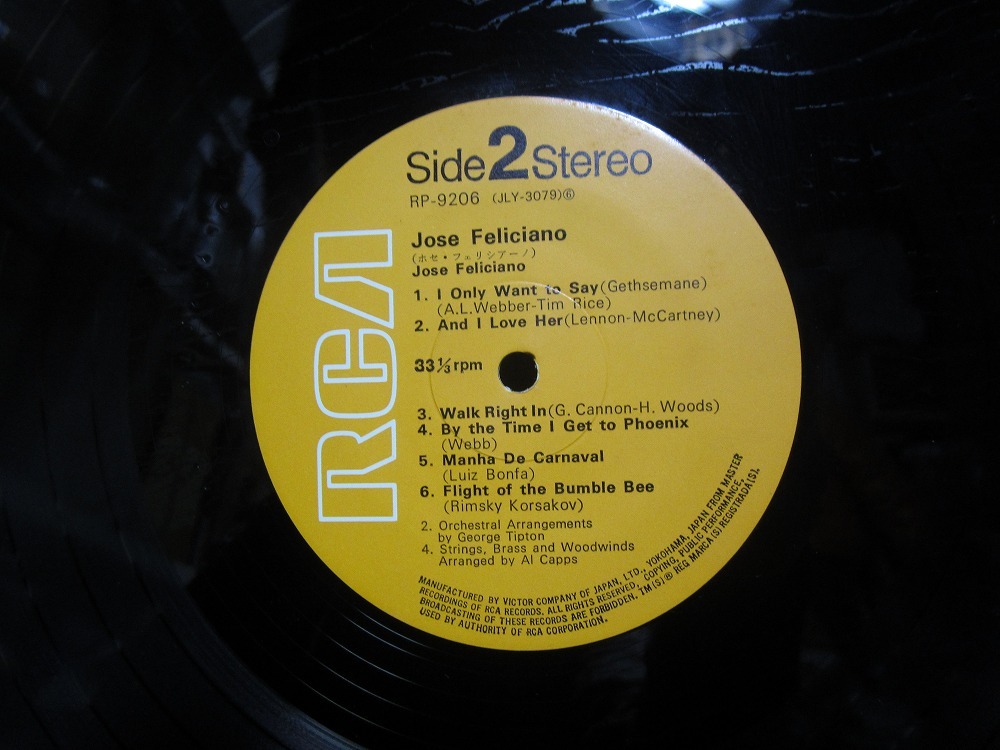 Side 2 Stereo
RP-9206 (JLY-3079)⑥
RCA
Jose Feliciano
(ホセ・フェリシアーノ)
Jose Feliciano
1. I Only Want to Say (Gethsemane)
(A.L.Webber-Tim Rice)
2. And I Love Her (Lennon-McCartney)
33⅓ rpm
3. Walk Right In (G. Cannon-H. Woods)
4. By the Time I Get to Phoenix
(Webb)
5. Manha De Carnaval
(Luiz Bonfa)
6. Flight of the Bumble Bee
(Rimsky Korsakov)
2. Orchestral Arrangements
by George Tipton
4. Strings, Brass and Woodwinds
Arranged by Al Capps
MANUFACTURED BY VICTOR COMPANY OF JAPAN, LTD., YOKOHAMA, JAPAN FROM MASTER
RECORDINGS OF RCA RECORDS. ALL RIGHTS RESERVED, COPYING, PUBLIC PERFORMANCE,
BROADCASTING OF THESE RECORDS ARE FORBIDDEN. TM(S)® REG MARCA(S) REGISTRADA(S).
USED BY AUTHORITY OF RCA CORPORATION.